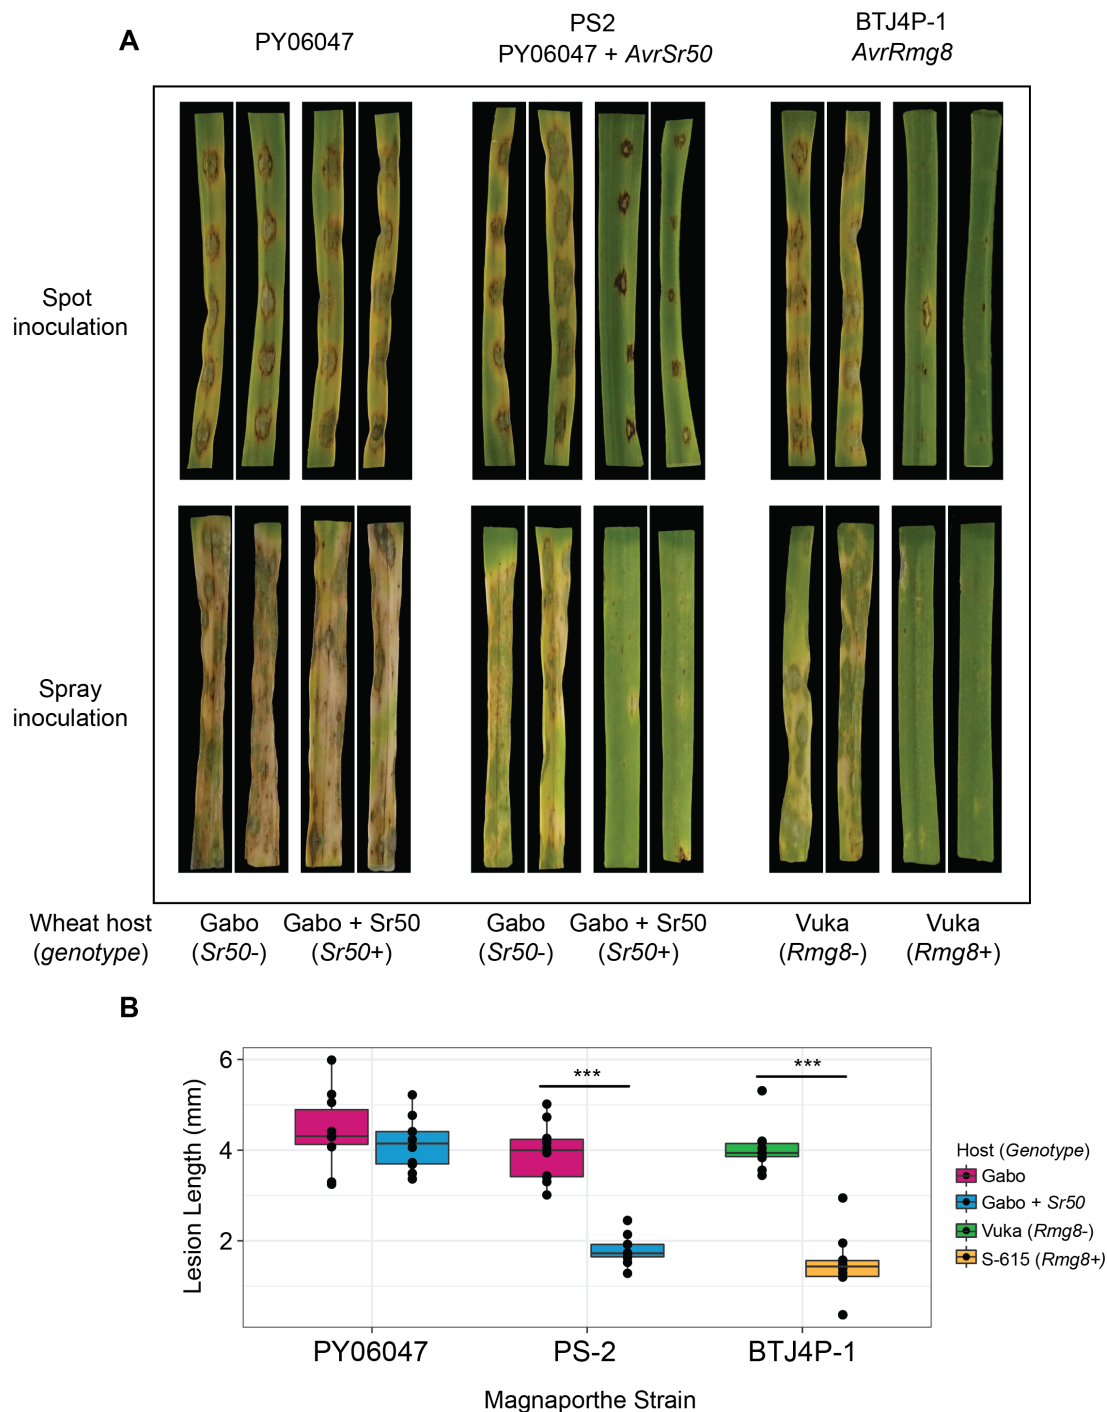 A
PY06047
PS2
PY06047 + AvrSr50
BTJ4P-1
AvrRmg8
Spot
inoculation
Spray
inoculation
Wheat host
(genotype)
Gabo
(Sr50-)
Gabo + Sr50
(Sr50+)
Gabo
(Sr50-)
Gabo + Sr50
(Sr50+)
Vuka
(Rmg8-)
Vuka
(Rmg8+)
B
Lesion Length (mm)
6
4
2
***
***
PY06047
PS-2
BTJ4P-1
Magnaporthe Strain
Host (Genotype)
Gabo
Gabo + Sr50
Vuka (Rmg8-)
S-615 (Rmg8+)